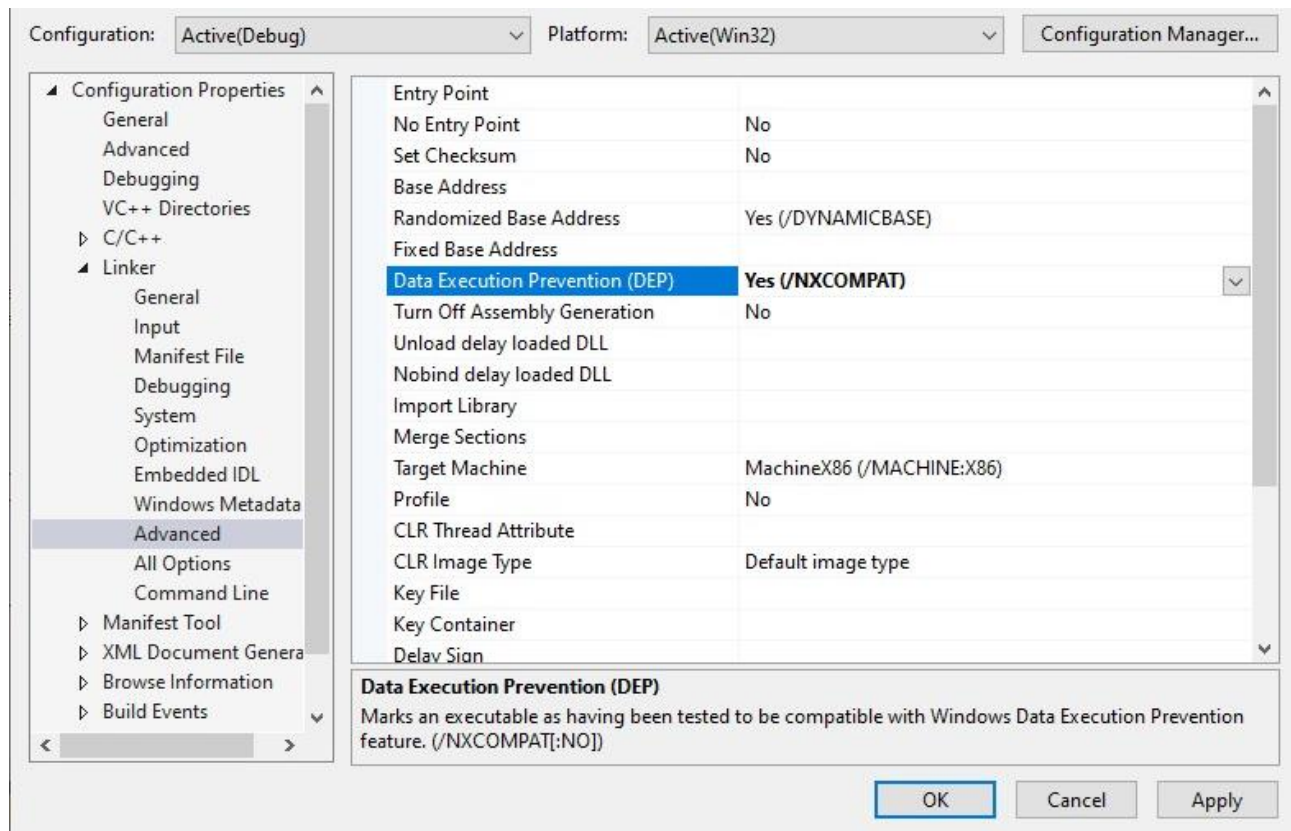 Configuration: Active(Debug) Platform: Active(Win32) Configuration Manager...
Configuration Properties
General
Advanced
Debugging
VC++ Directories
C/C++
Linker
General
Input
Manifest File
Debugging
System
Optimization
Embedded IDL
Windows Metadata
Advanced
All Options
Command Line
Manifest Tool
XML Document Genera
Browse Information
Build Events
Entry Point
No Entry Point No
Set Checksum No
Base Address
Randomized Base Address Yes (/DYNAMICBASE)
Fixed Base Address
Data Execution Prevention (DEP) Yes (/NXCOMPAT)
Turn Off Assembly Generation No
Unload delay loaded DLL
Nobind delay loaded DLL
Import Library
Merge Sections
Target Machine MachineX86 (/MACHINE:X86)
Profile No
CLR Thread Attribute
CLR Image Type Default image type
Key File
Key Container
Delay Sign
Data Execution Prevention (DEP)
Marks an executable as having been tested to be compatible with Windows Data Execution Prevention
feature. (/NXCOMPAT[:NO])
OK Cancel Apply